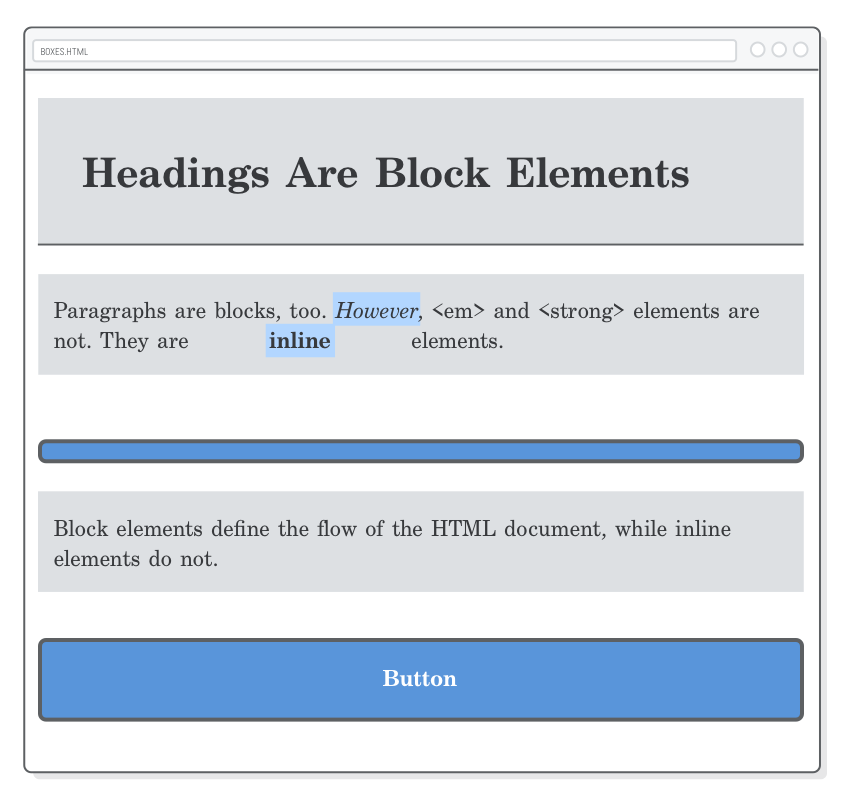 BOXES.HTML
Headings Are Block Elements
Paragraphs are blocks, too. However, <em> and <strong> elements are
not. They are inline elements.
Block elements define the flow of the HTML document, while inline
elements do not.
Button